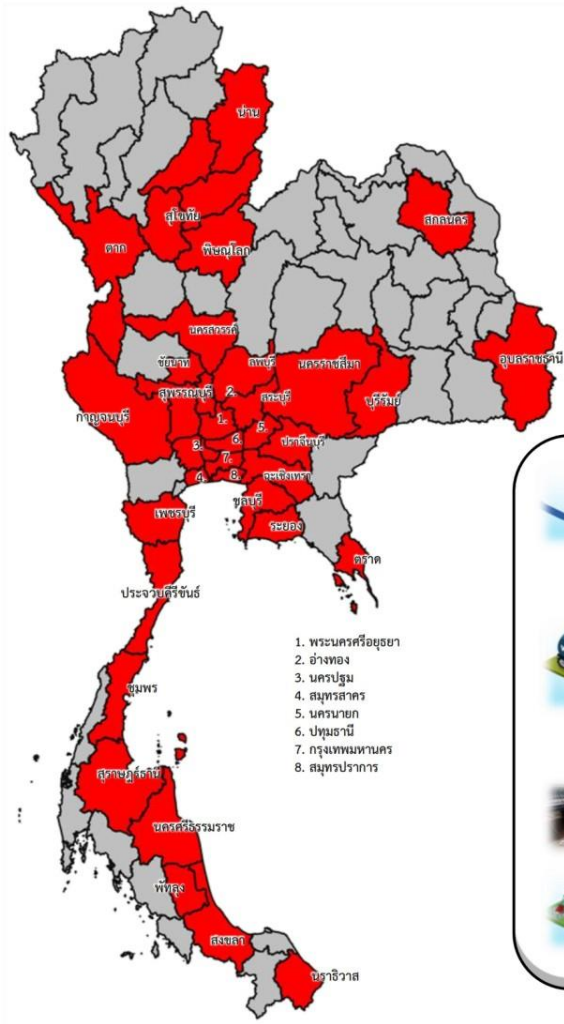 น่าน
สกลนคร
สุโขทัย
ตาก
พิษณุโลก
นครสวรรค์
อุบลราชธานี
ชัยนาท
ลพบุรี
นครราชสีมา
สุพรรณบุรี
2.
สระบุรี
บุรีรัมย์
กาญจนบุรี
1.
5.
3.
6.
ปราจีนบุรี
7.
4.
8.
ฉะเชิงเทรา
ชลบุรี
เพชรบุรี
ระยอง
ตราด
ประจวบคีรีขันธ์
1. พระนครศรีอยุธยา
2. อ่างทอง
3. นครปฐม
4. สมุทรสาคร
5. นครนายก
6. ปทุมธานี
7. กรุงเทพมหานคร
8. สมุทรปราการ
ชุมพร
สุราษฎร์ธานี
นครศรีธรรมราช
พัทลุง
สงขลา
นราธิวาส